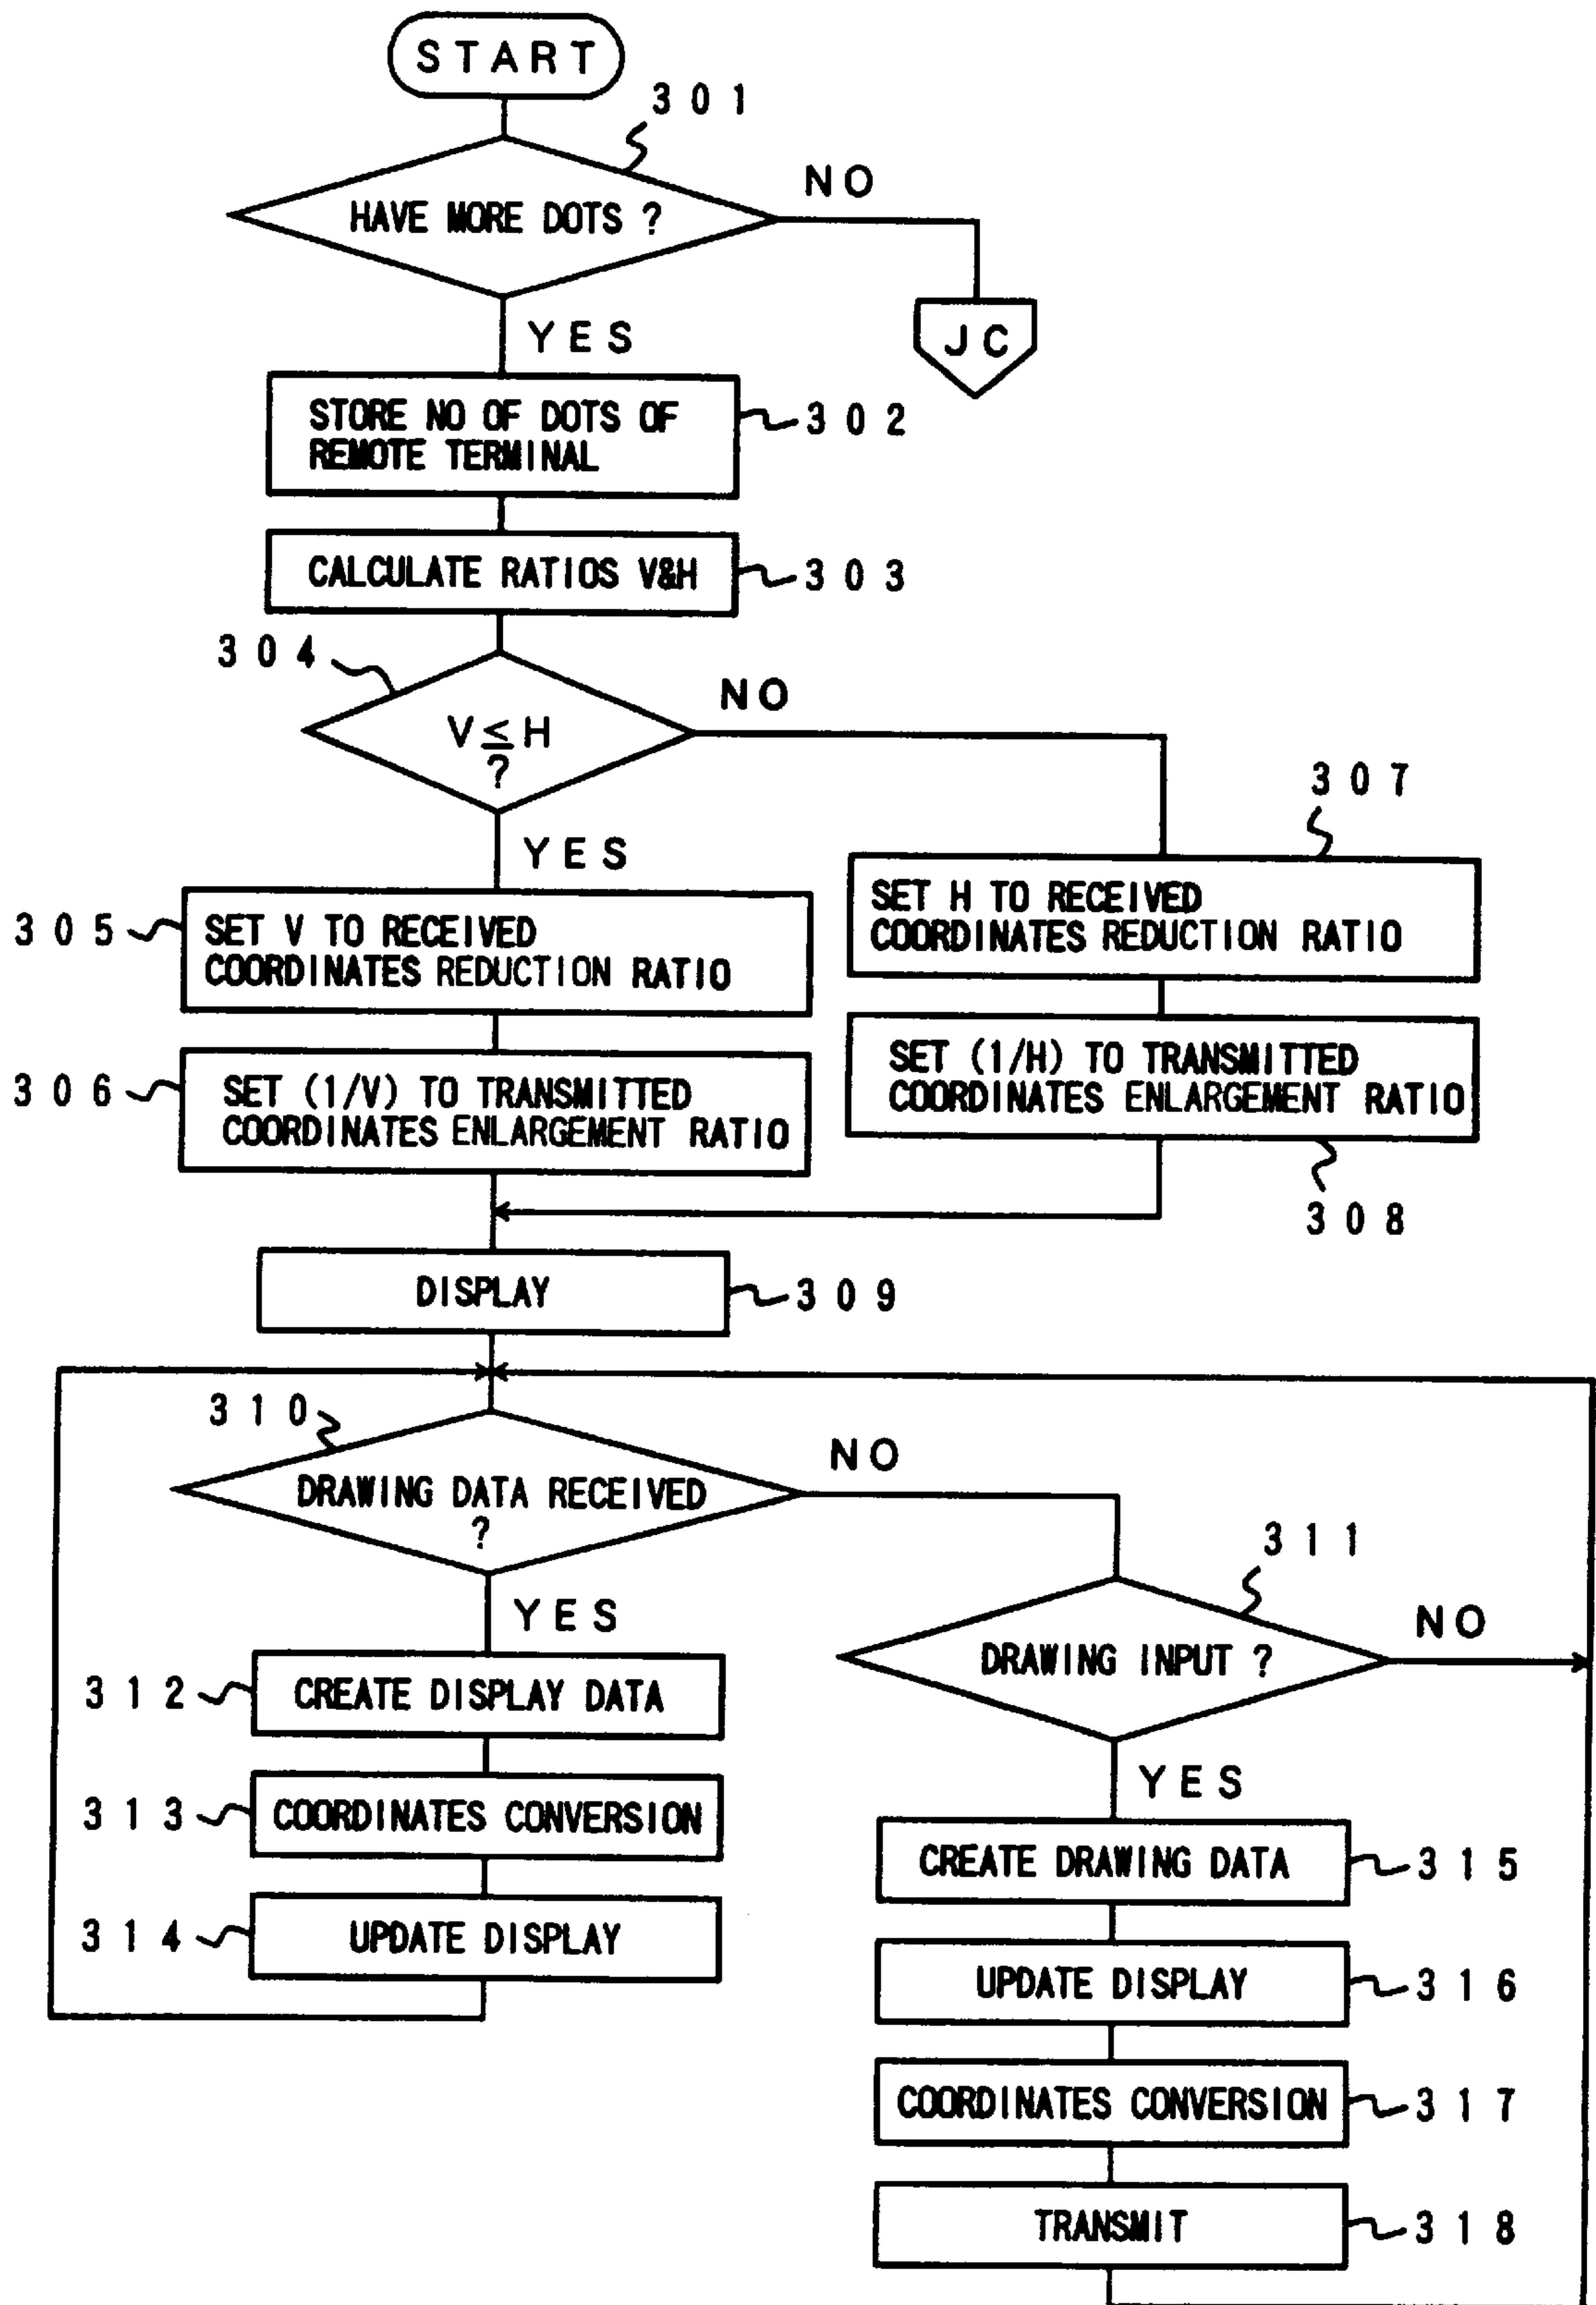 START
301
HAVE MORE DOTS ?
NO
JC
YES
STORE NO OF DOTS OF
REMOTE TERMINAL
302
CALCULATE RATIOS V&H
303
304
V≤H
?
NO
YES
307
305
SET V TO RECEIVED
COORDINATES REDUCTION RATIO
SET H TO RECEIVED
COORDINATES REDUCTION RATIO
306
SET (1/V) TO TRANSMITTED
COORDINATES ENLARGEMENT RATIO
SET (1/H) TO TRANSMITTED
COORDINATES ENLARGEMENT RATIO
308
DISPLAY
309
310
DRAWING DATA RECEIVED
?
NO
YES
311
DRAWING INPUT ?
NO
YES
312
CREATE DISPLAY DATA
313
COORDINATES CONVERSION
314
UPDATE DISPLAY
CREATE DRAWING DATA
315
UPDATE DISPLAY
316
COORDINATES CONVERSION
317
TRANSMIT
318